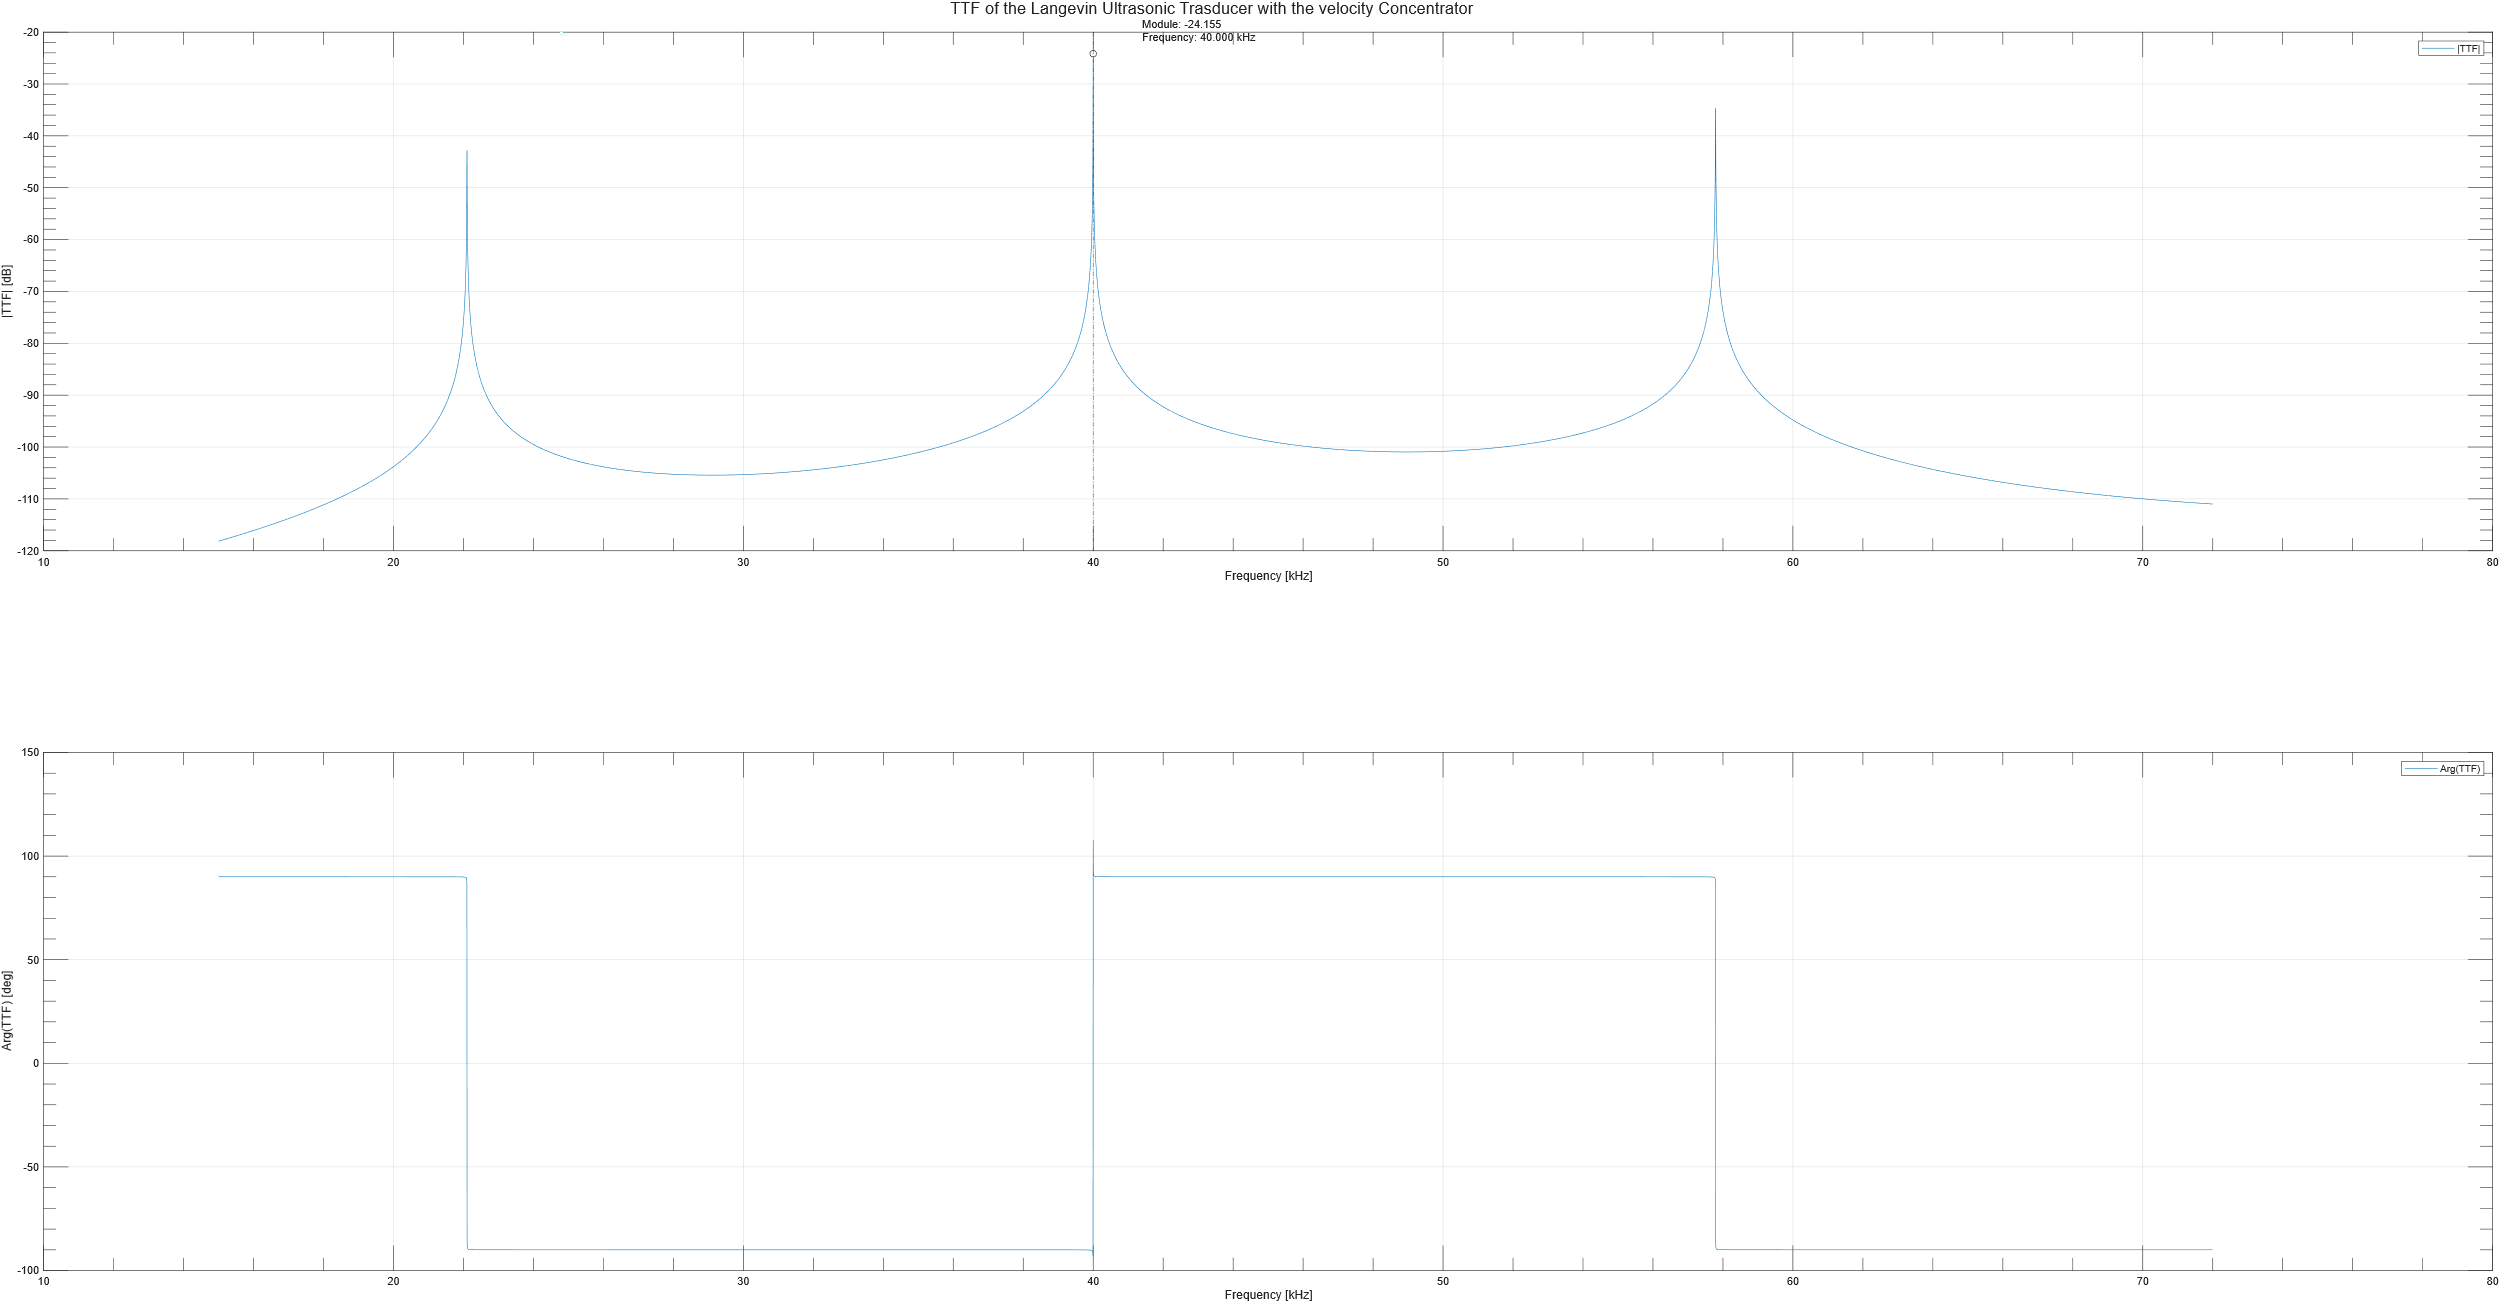 TTF of the Langevin Ultrasonic Trasducer with the velocity Concentrator
Module: -24.155
Frequency: 40.000 kHz
|TTF|
-20
-30
-40
-50
-60
-70
-80
-90
-100
-110
-120
|TTF| [dB]
10 20 30 40 50 60 70 80
Frequency [kHz]
Arg(TTF)
150
100
50
0
-50
-100
Arg(TTF) [deg]
10 20 30 40 50 60 70 80
Frequency [kHz]